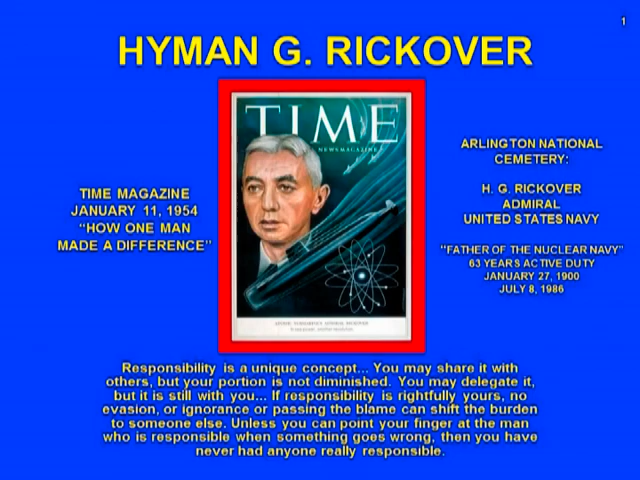 1
HYMAN G. RICKOVER
TIME
NEWSMAGAZINE
TIME MAGAZINE
JANUARY 11, 1954
“HOW ONE MAN
MADE A DIFFERENCE”
ARLINGTON NATIONAL
CEMETERY:
H. G. RICKOVER
ADMIRAL
UNITED STATES NAVY
“FATHER OF THE NUCLEAR NAVY”
63 YEARS ACTIVE DUTY
JANUARY 27, 1900
JULY 8, 1986
Responsibility is a unique concept... You may share it with
others, but your portion is not diminished. You may delegate it,
but it is still with you... If responsibility is rightfully yours, no
evasion, or ignorance or passing the blame can shift the burden
to someone else. Unless you can point your finger at the man
who is responsible when something goes wrong, then you have
never had anyone really responsible.